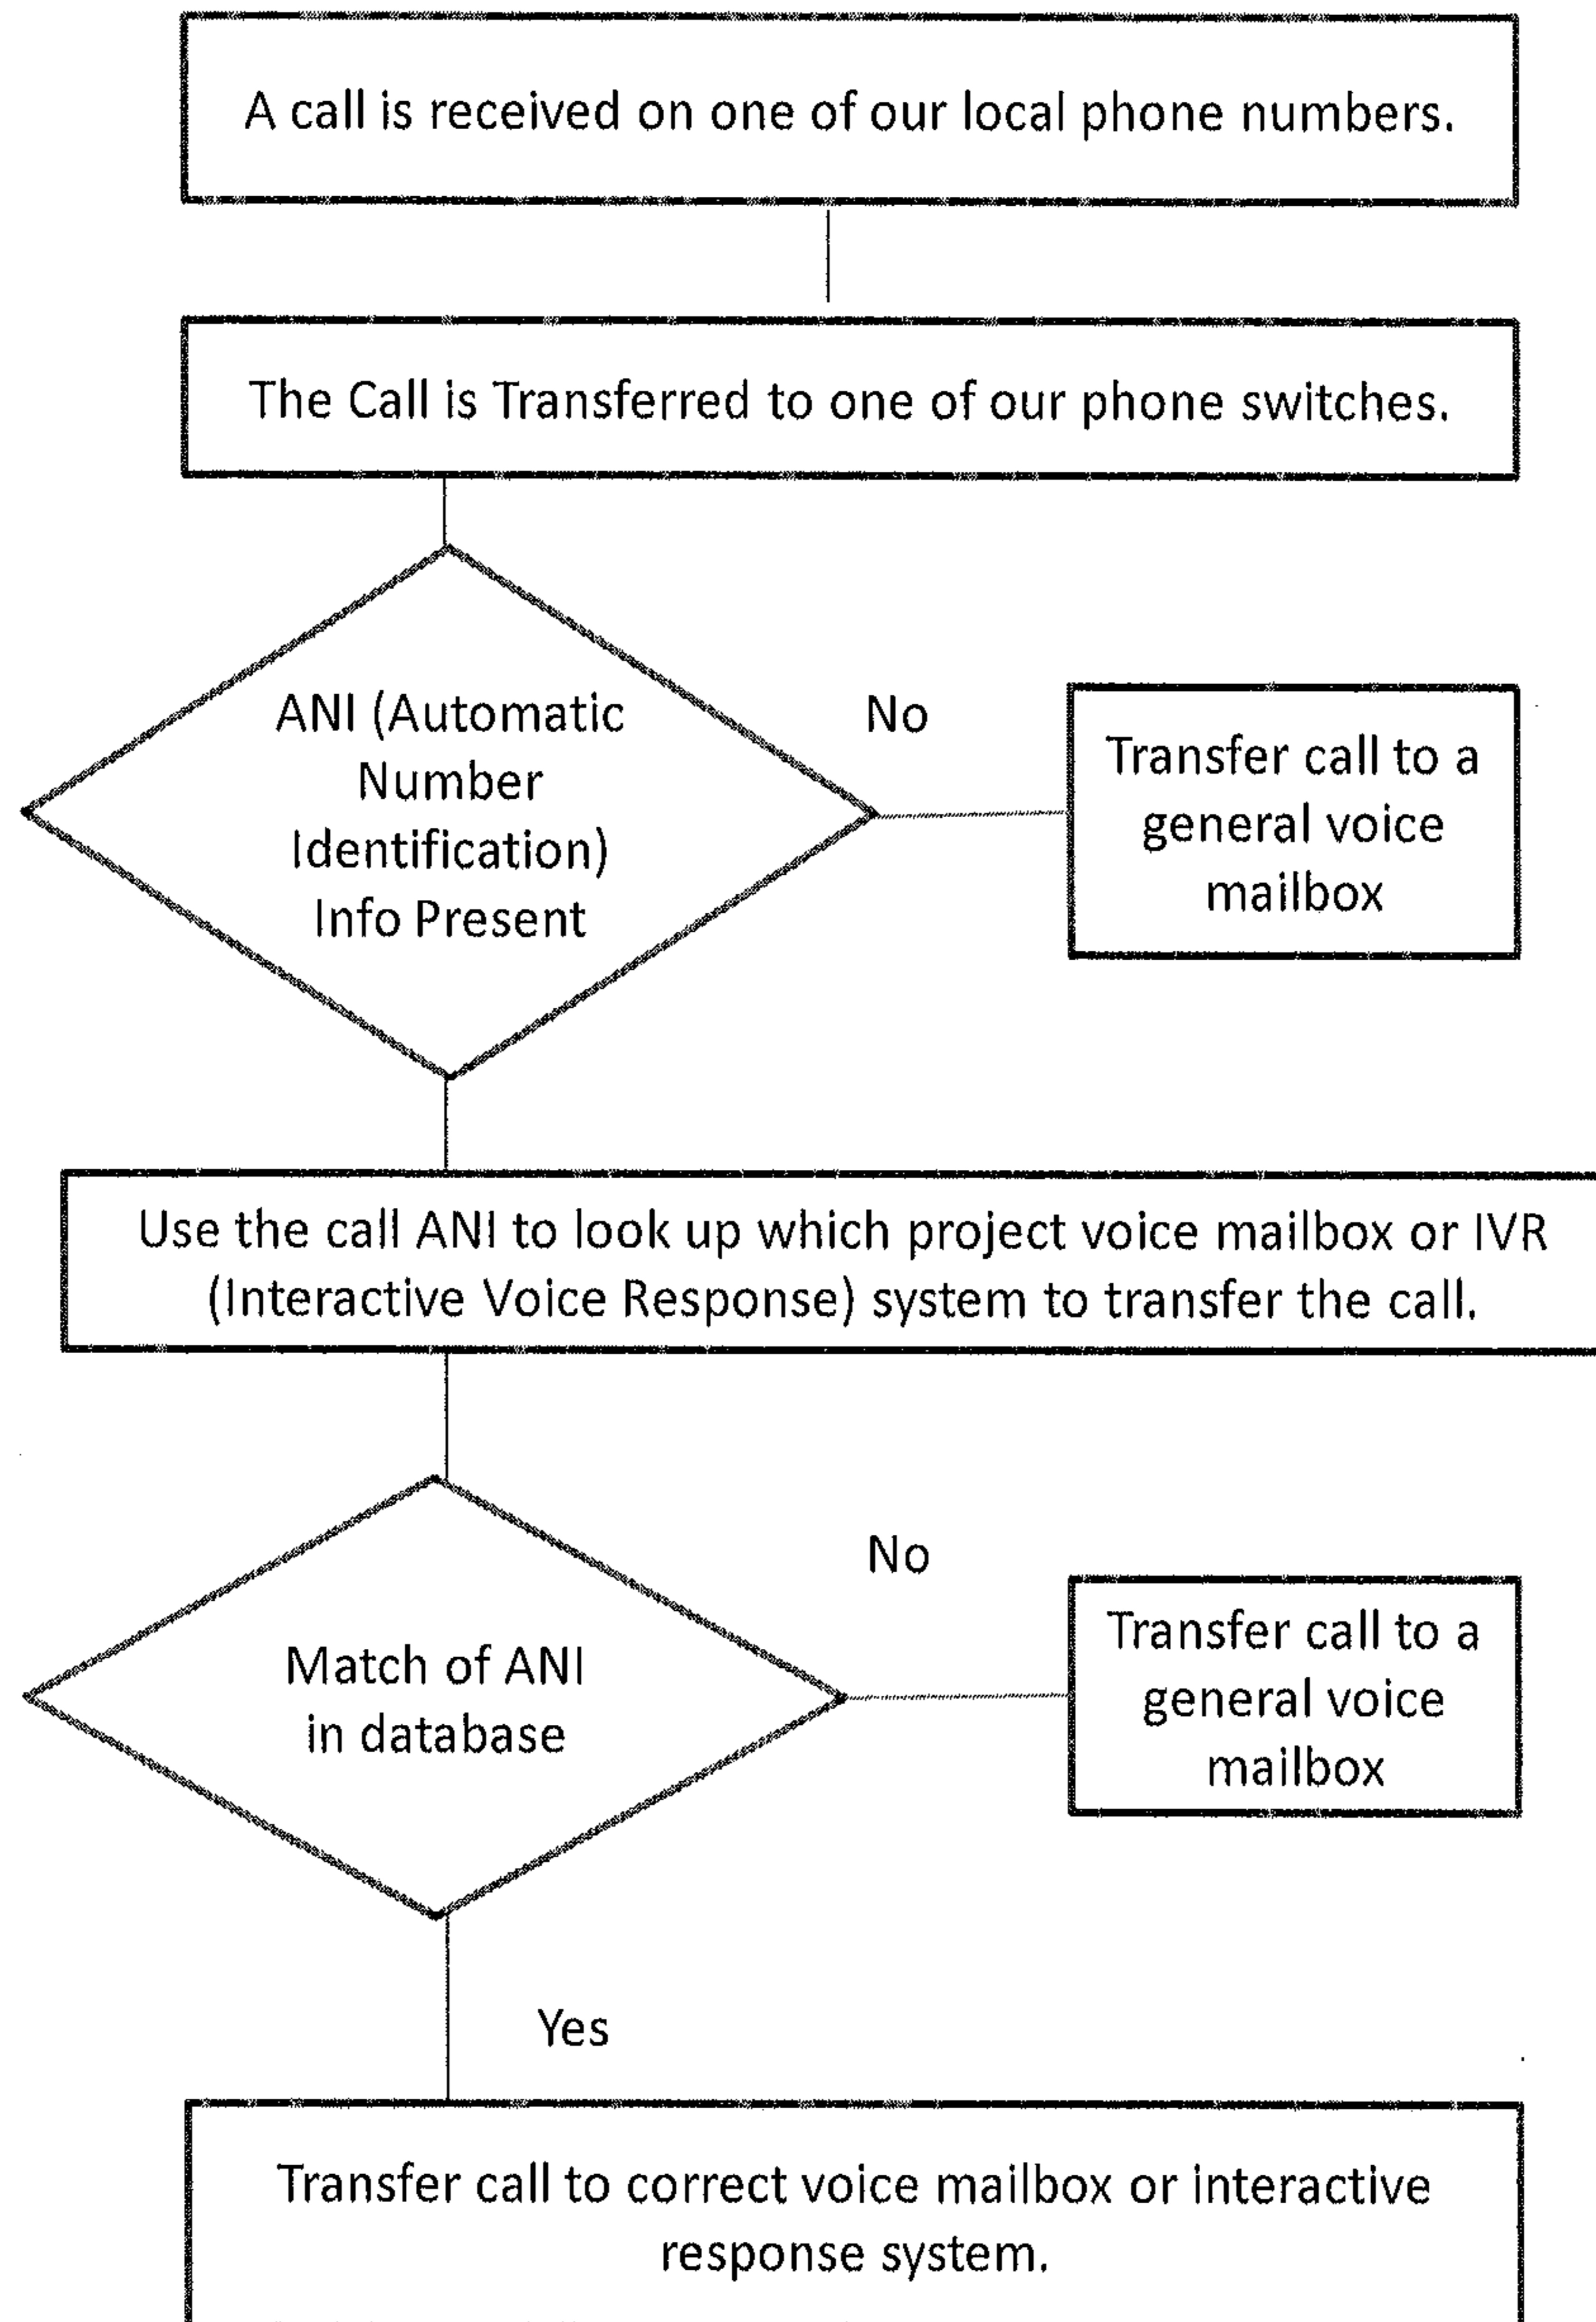 A call is received on one of our local phone numbers.
The Call is Transferred to one of our phone switches.
ANI (Automatic
Number
Identification)
Info Present
No
Transfer call to a
general voice
mailbox
Use the call ANI to look up which project voice mailbox or IVR
(Interactive Voice Response) system to transfer the call.
No
Match of ANI
in database
Transfer call to a
general voice
mailbox
Yes
Transfer call to correct voice mailbox or interactive
response system.